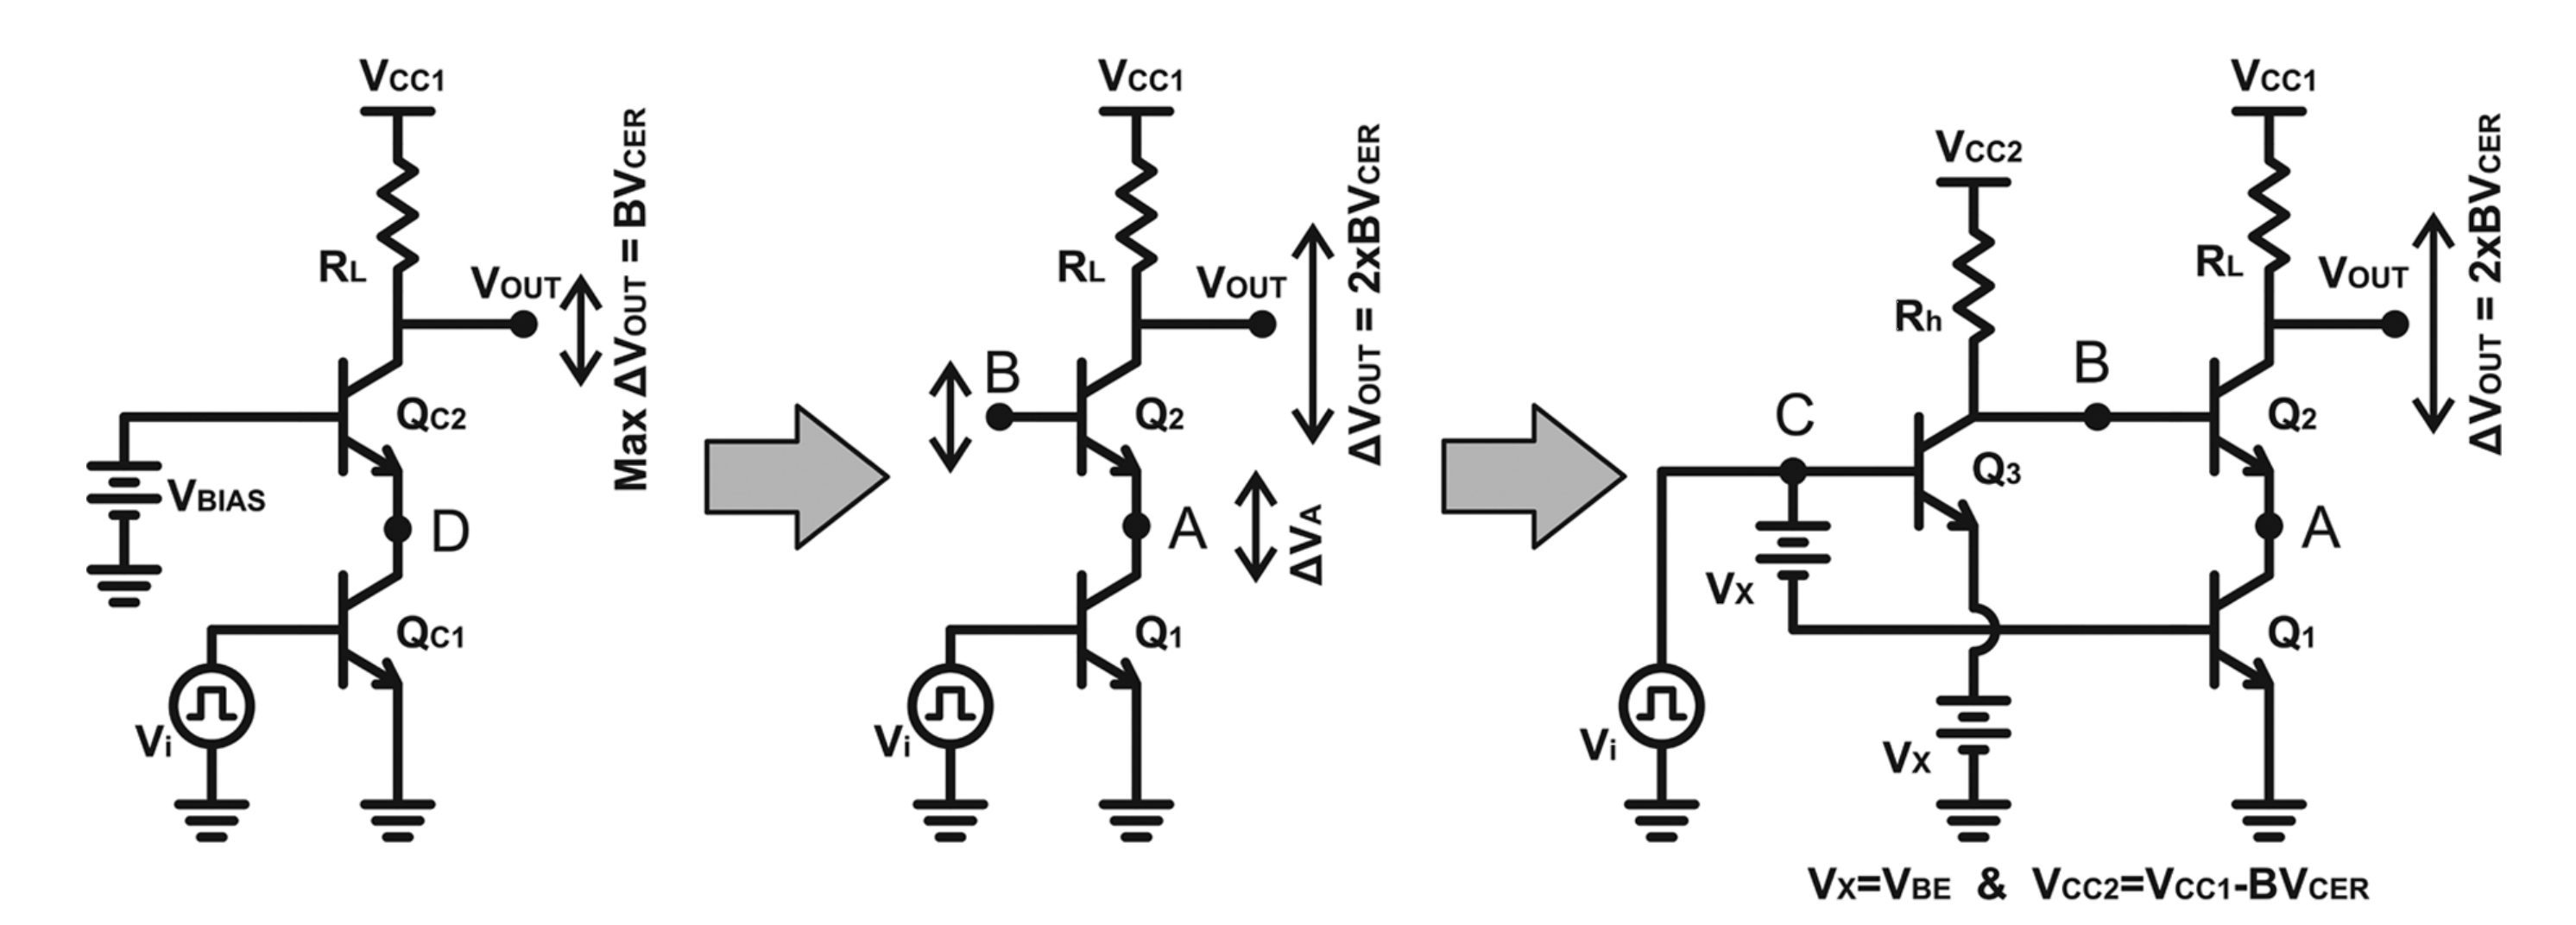 VCC1
RL
VOUT
Max ΔVOUT = BVCER
QC2
VBIAS
D
QC1
Vi
VCC1
RL
VOUT
ΔVOUT = 2xBVCER
B
Q2
A
ΔVA
Q1
Vi
VCC1
VCC2
RL
VOUT
ΔVOUT = 2xBVCER
Rh
B
C
Q2
Q3
A
VX
Q1
Vi
VX
VX=VBE & VCC2=VCC1-BVCER